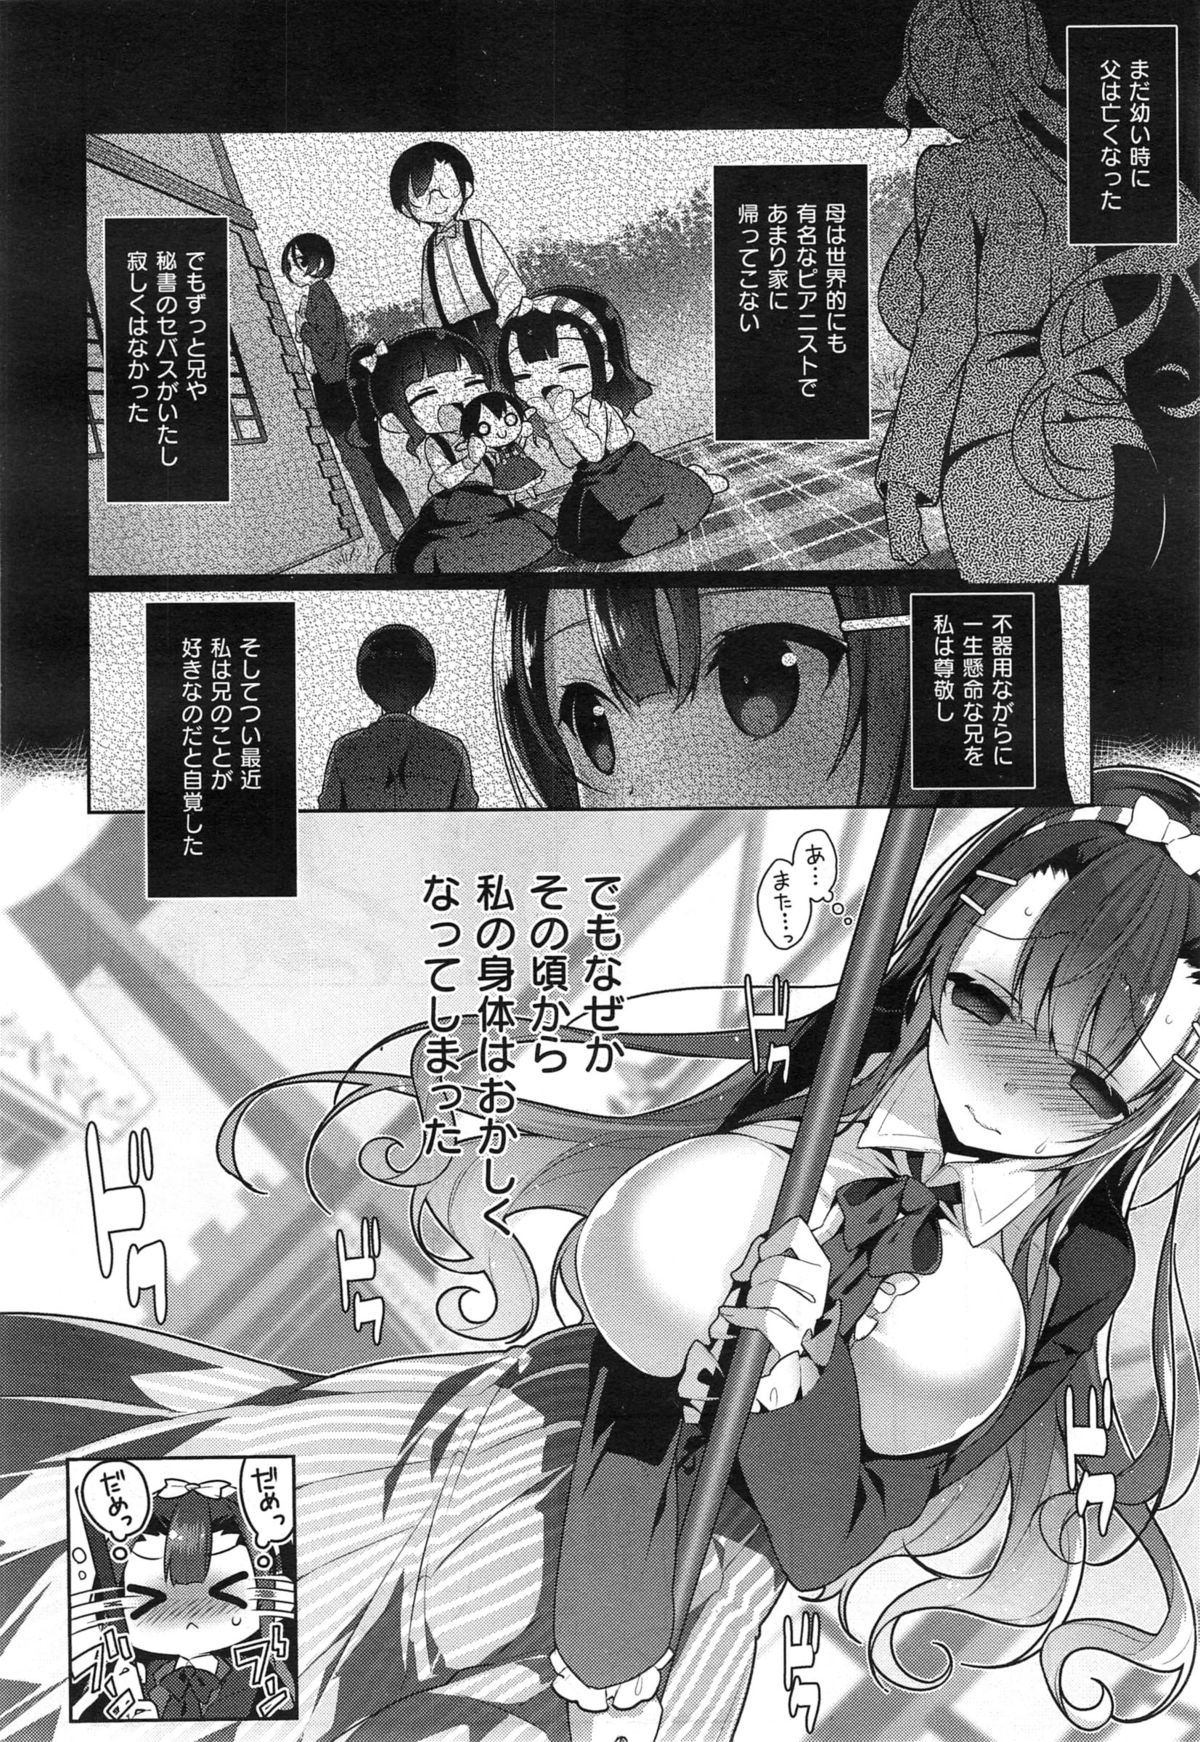 まだ幼い時に
父は亡くなった
母は世界的にも
有名なピアニストで
あまり家に
帰ってこない
でもずっと兄や
秘書のセバスがいたし
寂しくはなかった
不器用ながらに
一生懸命な兄を
私は尊敬し
そしてつい最近
私は兄のことが
好きなのだと自覚した
あ…
また…っ
でもなぜか
その頃から
私の身体はおかしく
なってしまった
ドクッ
ドクッ
ドクッ
ドクッ
だめっ
だめっ